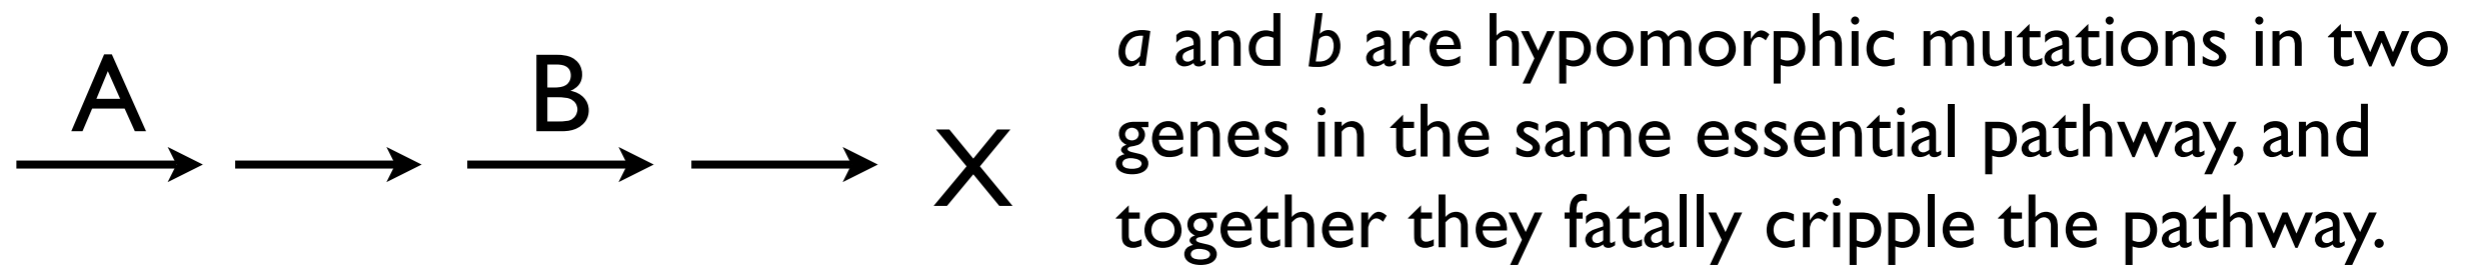 A B
X
a and b are hypomorphic mutations in two
genes in the same essential pathway, and
together they fatally cripple the pathway.